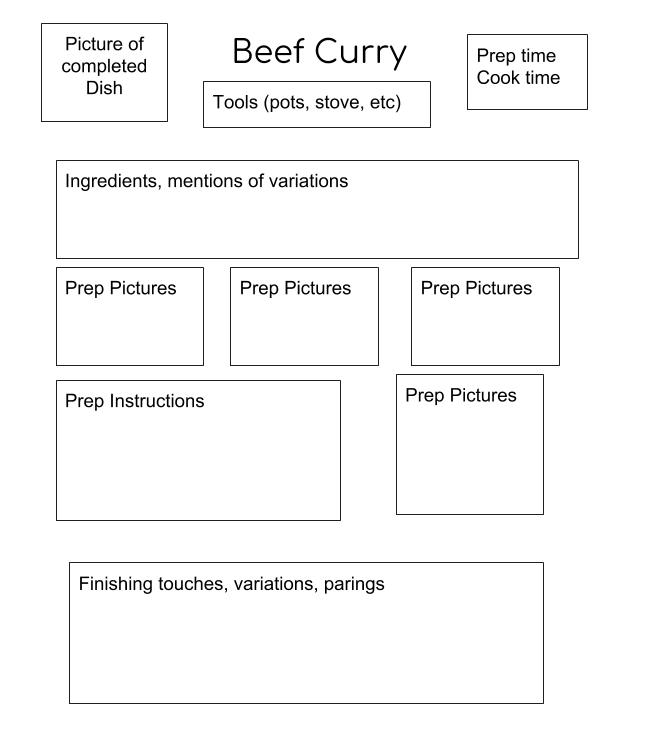 Picture of
completed
Dish
Beef Curry
Tools (pots, stove, etc)
Prep time
Cook time
Ingredients, mentions of variations
Prep Pictures
Prep Pictures
Prep Pictures
Prep Instructions
Prep Pictures
Finishing touches, variations, parings